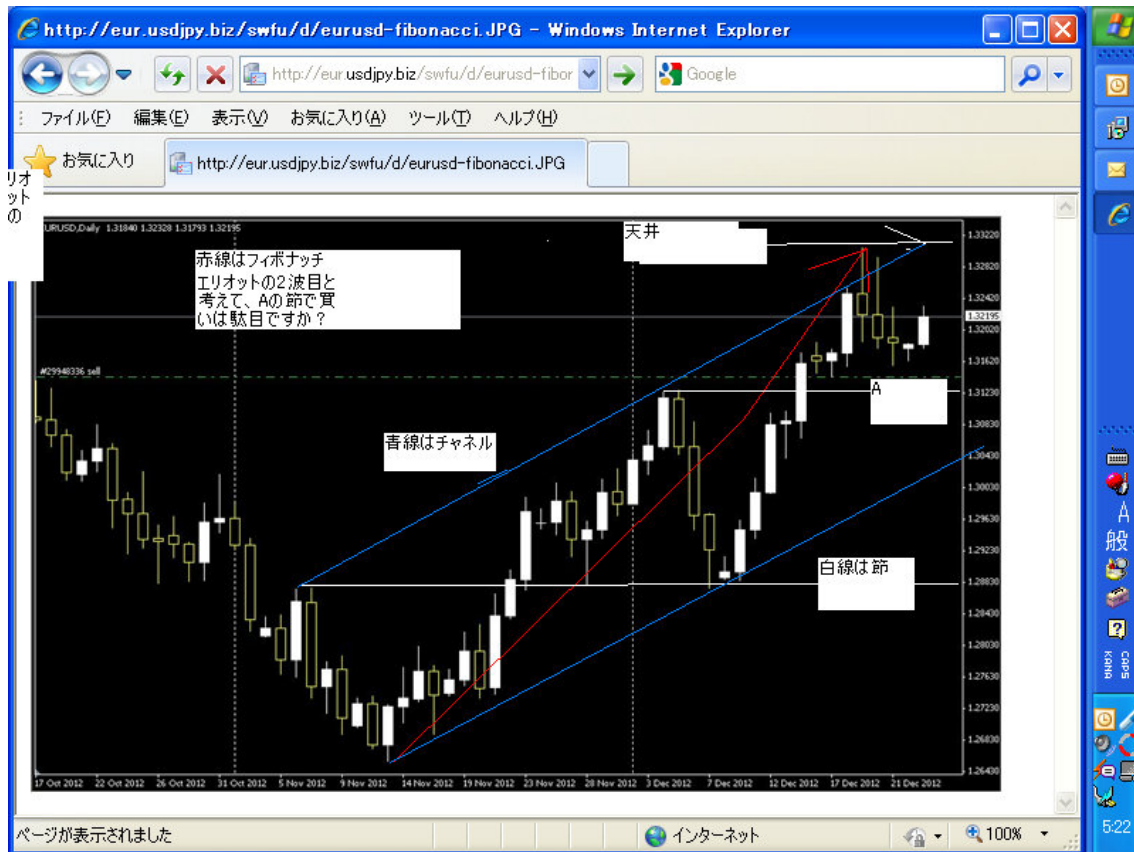 http://eur.usdjpy.biz/swfu/d/eurusd-fibonacci.JPG - Windows Internet Explorer
http://eur.usdjpy.biz/swfu/d/eurusd-fibor
Google
ファイル(F) 編集(E) 表示(V) お気に入り(A) ツール(T) ヘルプ(H)
お気に入り
http://eur.usdjpy.biz/swfu/d/eurusd-fibonacci.JPG
リオ
ット
の
URUSD,Daily 1.31840 1.32328 1.31793 1.32195
天井
赤線はフィボナッチ
エリオットの2波目と
考えて、Aの節で買
いは駄目ですか？
#29948336 sell
A
青線はチャネル
白線は節
1.33220
1.32820
1.32420
1.32195
1.32020
1.31620
1.31230
1.30830
1.30430
1.30030
1.29630
1.29230
1.28830
1.28430
1.28030
1.27630
1.27230
1.26830
1.26430
17 Oct 2012 22 Oct 2012 26 Oct 2012 31 Oct 2012 5 Nov 2012 9 Nov 2012 14 Nov 2012 19 Nov 2012 23 Nov 2012 28 Nov 2012 3 Dec 2012 7 Dec 2012 12 Dec 2012 17 Dec 2012 21 Dec 2012
ページが表示されました
インターネット
100%
A
般
CAPS
KANA
5:22